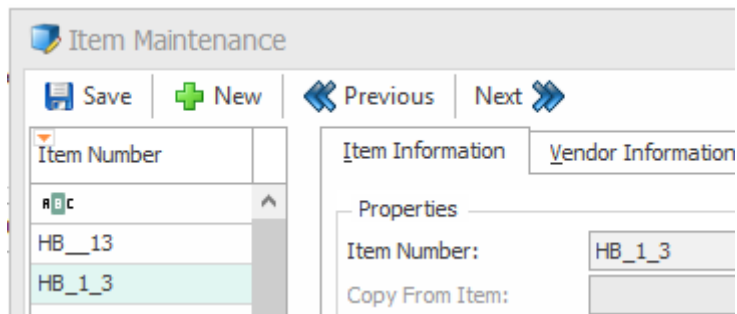 Item Maintenance
Save New Previous Next
Item Number
Item Information Vendor Information
ABC
Properties
HB__13
Item Number: HB_1_3
HB_1_3
Copy From Item: